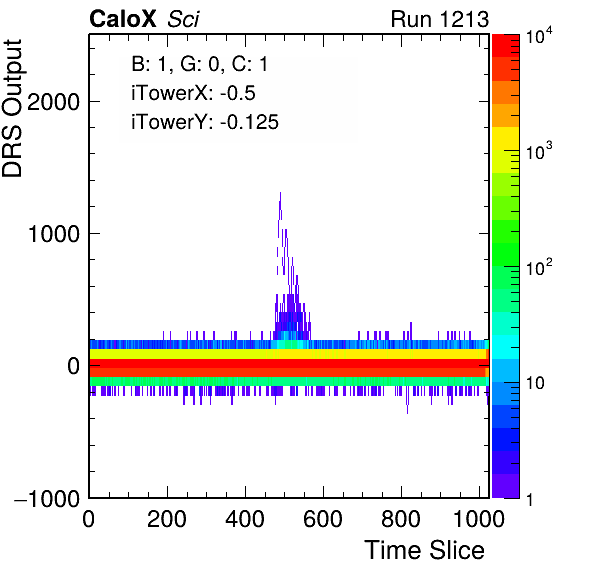 CaloX Sci Run 1213
DRS Output
B: 1, G: 0, C: 1
iTowerX: -0.5
iTowerY: -0.125
2000
1000
0
−1000
0 200 400 600 800 1000
Time Slice
10^4
10^3
10^2
10
1